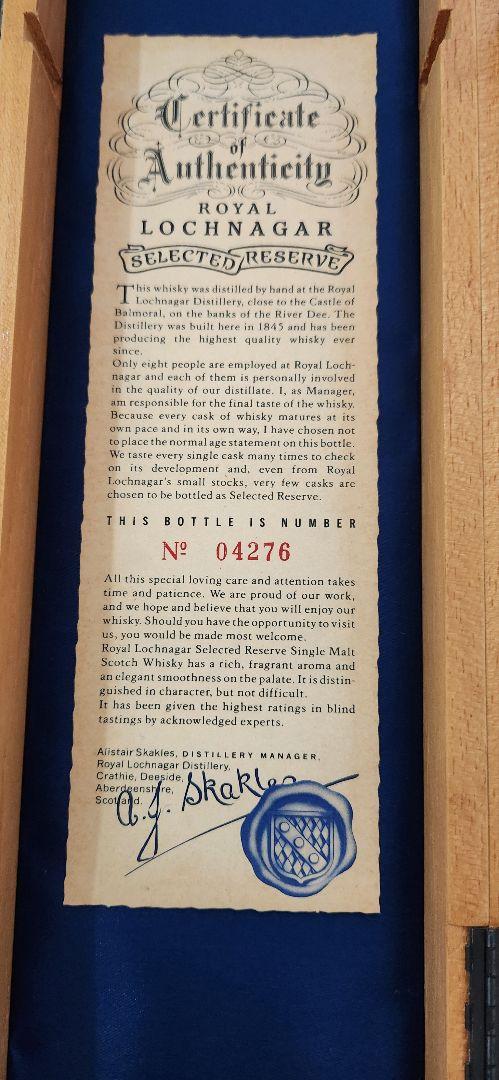 Certificate
of
Authenticity
ROYAL
LOCHNAGAR
SELECTED RESERVE
This whisky was distilled by hand at the Royal
Lochnagar Distillery, close to the Castle of
Balmoral, on the banks of the River Dee. The
Distillery was built here in 1845 and has been
producing the highest quality whisky ever
since.
Only eight people are employed at Royal Loch-
nagar and each of them is personally involved
in the quality of our distillate. I, as Manager,
am responsible for the final taste of the whisky.
Because every cask of whisky matures at its
own pace and in its own way, I have chosen not
to place the normal age statement on this bottle.
We taste every single cask many times to check
on its development and, even from Royal
Lochnagar's small stocks, very few casks are
chosen to be bottled as Selected Reserve.
THIS BOTTLE IS NUMBER
Nº 04276
All this special loving care and attention takes
time and patience. We are proud of our work,
and we hope and believe that you will enjoy our
whisky. Should you have the opportunity to visit
us, you would be made most welcome.
Royal Lochnagar Selected Reserve Single Malt
Scotch Whisky has a rich, fragrant aroma and
an elegant smoothness on the palate. It is distin-
guished in character, but not difficult.
It has been given the highest ratings in blind
tastings by acknowledged experts.
Alistair Skakles, DISTILLERY MANAGER,
Royal Lochnagar Distillery,
Crathie, Deeside,
Aberdeenshire,
Scotland.
A.J. Skakles